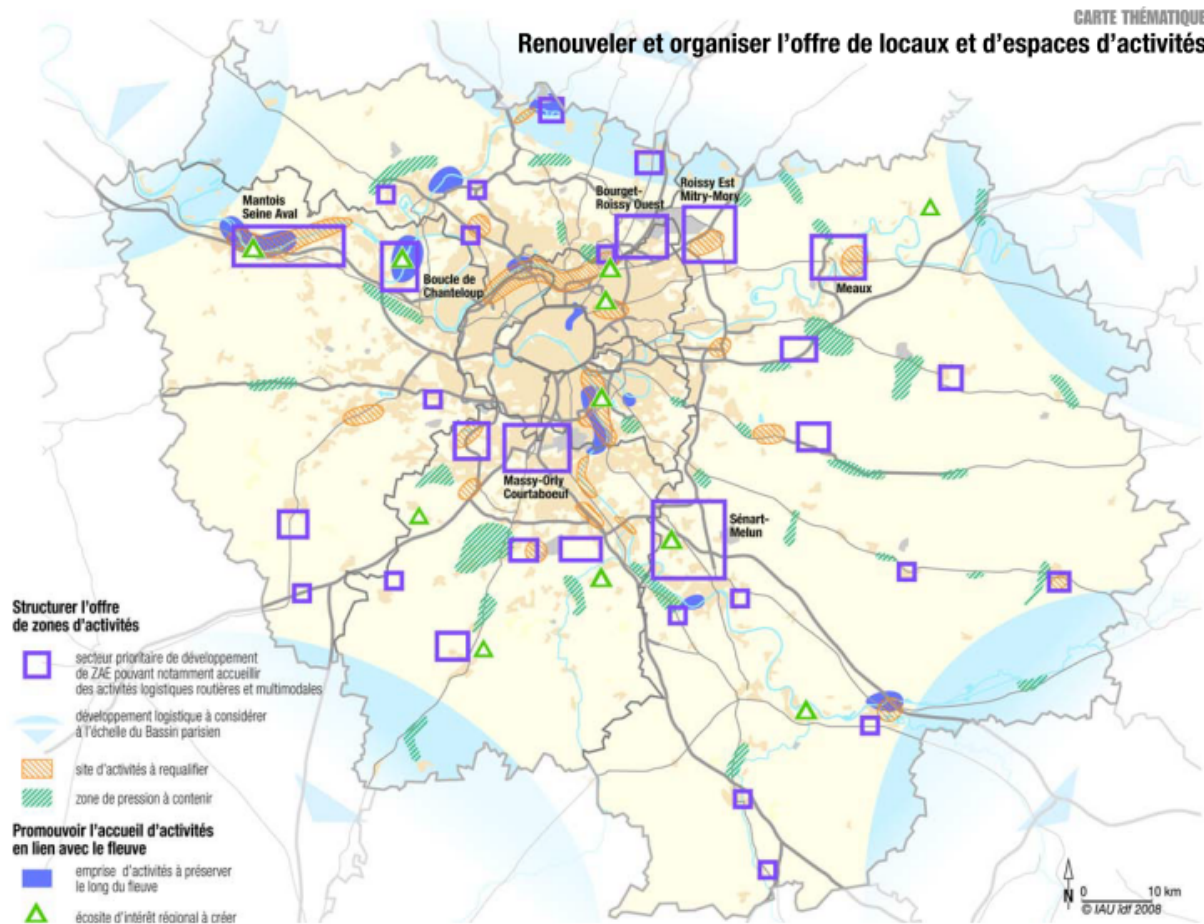 CARTE THÉMATIQUE
Renouveler et organiser l'offre de locaux et d'espaces d'activités
Mantois
Seine Aval
Boucle de
Chanteloup
Bourget-
Roissy Ouest
Roissy Est
Mitry-Mory
Meaux
Massy-Orly
Courtaboeuf
Sénart-
Melun
Structurer l'offre
de zones d'activités
secteur prioritaire de développement
de ZAE pouvant notamment accueillir
des activités logistiques routières et multimodales
développement logistique à considérer
à l'échelle du Bassin parisien
site d'activités à requalifier
zone de pression à contenir
Promouvoir l'accueil d'activités
en lien avec le fleuve
emprise d'activités à préserver
le long du fleuve
écosite d'intérêt régional à créer
N
0 10 km
© IAU îdf 2008